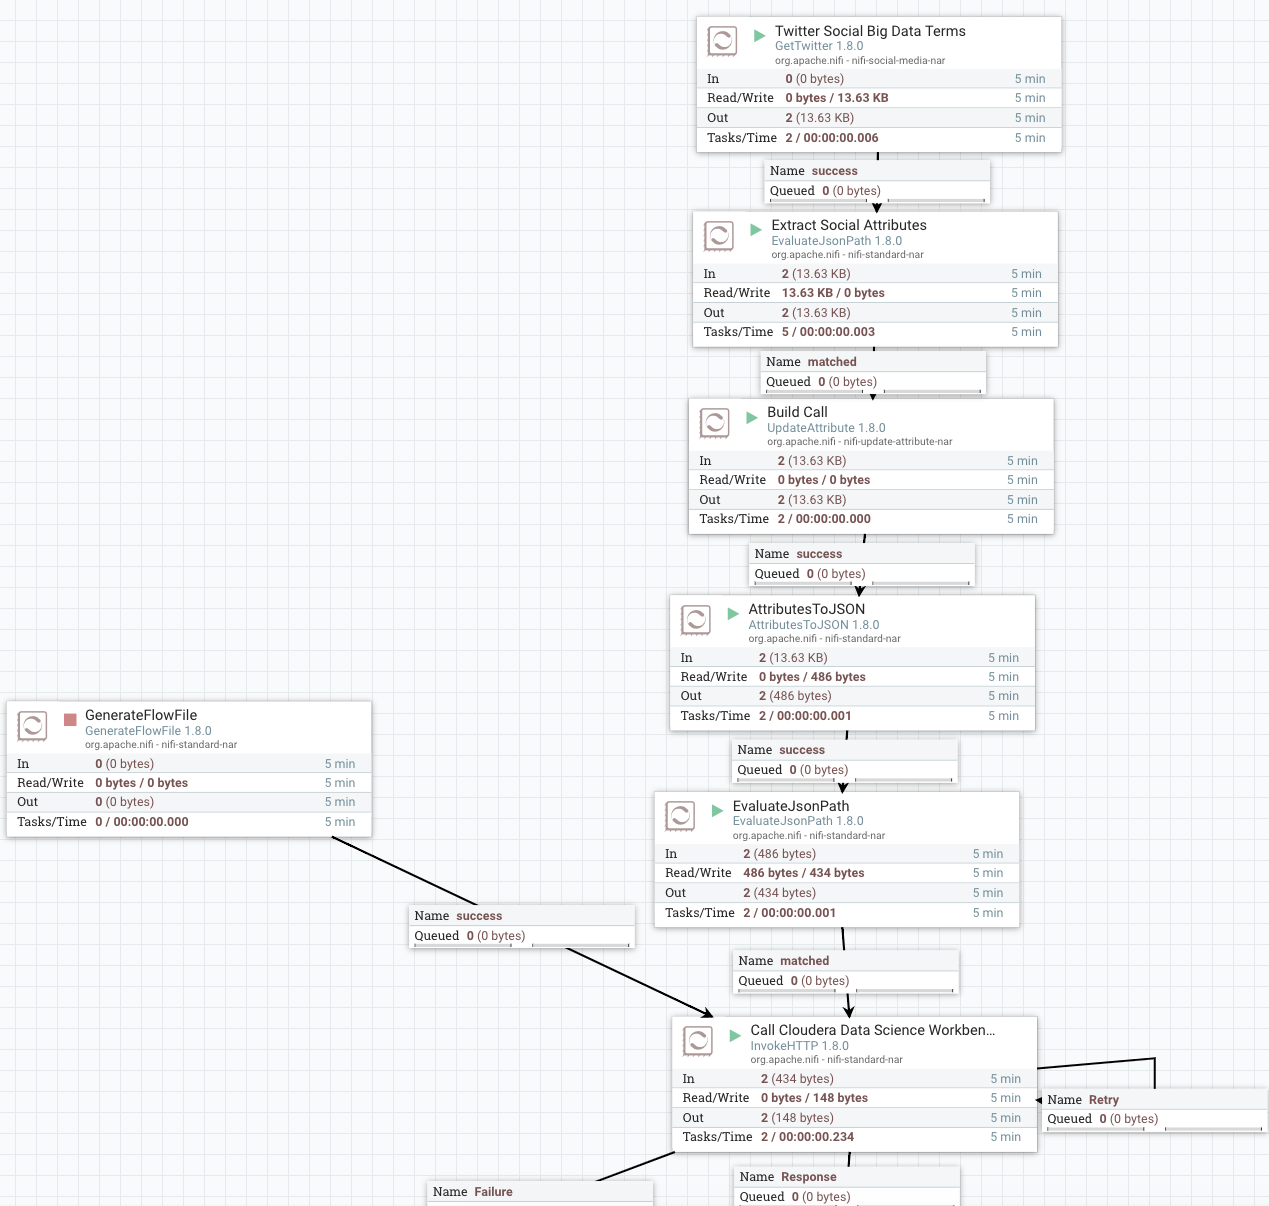 Twitter Social Big Data Terms
GetTwitter 1.8.0
org.apache.nifi - nifi-social-media-nar
In 0 (0 bytes) 5 min
Read/Write 0 bytes / 13.63 KB 5 min
Out 2 (13.63 KB) 5 min
Tasks/Time 2 / 00:00:00.006 5 min
Name success
Queued 0 (0 bytes)
Extract Social Attributes
EvaluateJsonPath 1.8.0
org.apache.nifi - nifi-standard-nar
In 2 (13.63 KB) 5 min
Read/Write 13.63 KB / 0 bytes 5 min
Out 2 (13.63 KB) 5 min
Tasks/Time 5 / 00:00:00.003 5 min
Name matched
Queued 0 (0 bytes)
Build Call
UpdateAttribute 1.8.0
org.apache.nifi - nifi-update-attribute-nar
In 2 (13.63 KB) 5 min
Read/Write 0 bytes / 0 bytes 5 min
Out 2 (13.63 KB) 5 min
Tasks/Time 2 / 00:00:00.000 5 min
Name success
Queued 0 (0 bytes)
AttributesToJSON
AttributesToJSON 1.8.0
org.apache.nifi - nifi-standard-nar
In 2 (13.63 KB) 5 min
Read/Write 0 bytes / 486 bytes 5 min
Out 2 (486 bytes) 5 min
Tasks/Time 2 / 00:00:00.001 5 min
Name success
Queued 0 (0 bytes)
GenerateFlowFile
GenerateFlowFile 1.8.0
org.apache.nifi - nifi-standard-nar
In 0 (0 bytes) 5 min
Read/Write 0 bytes / 0 bytes 5 min
Out 0 (0 bytes) 5 min
Tasks/Time 0 / 00:00:00.000 5 min
Name success
Queued 0 (0 bytes)
EvaluateJsonPath
EvaluateJsonPath 1.8.0
org.apache.nifi - nifi-standard-nar
In 2 (486 bytes) 5 min
Read/Write 486 bytes / 434 bytes 5 min
Out 2 (434 bytes) 5 min
Tasks/Time 2 / 00:00:00.001 5 min
Name matched
Queued 0 (0 bytes)
Call Cloudera Data Science Workben...
InvokeHTTP 1.8.0
org.apache.nifi - nifi-standard-nar
In 2 (434 bytes) 5 min
Read/Write 0 bytes / 148 bytes 5 min
Out 2 (148 bytes) 5 min
Tasks/Time 2 / 00:00:00.234 5 min
Name Retry
Queued 0 (0 bytes)
Name Response
Queued 0 (0 bytes)
Name Failure